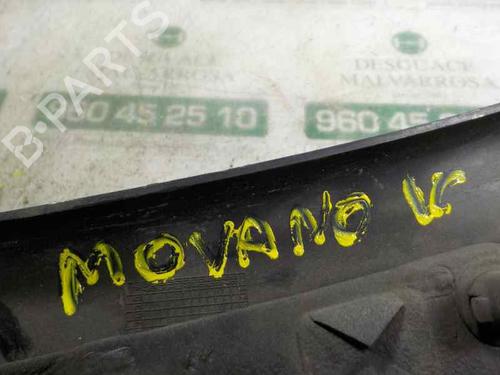 B-Parts
DESGUACE
MALVARROSA
DESGUACE
MALVARROSA
960 45 25 10
960 45
MOVANO